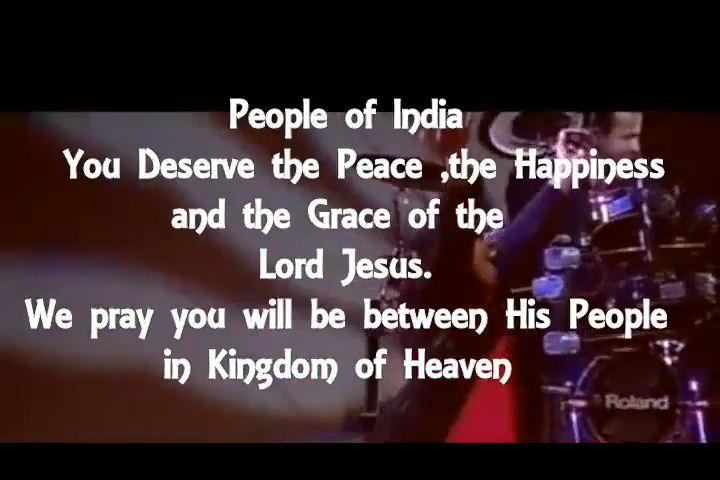 People of India
You Deserve the Peace ,the Happiness
and the Grace of the
Lord Jesus.
We pray you will be between His People
in Kingdom of Heaven
Roland